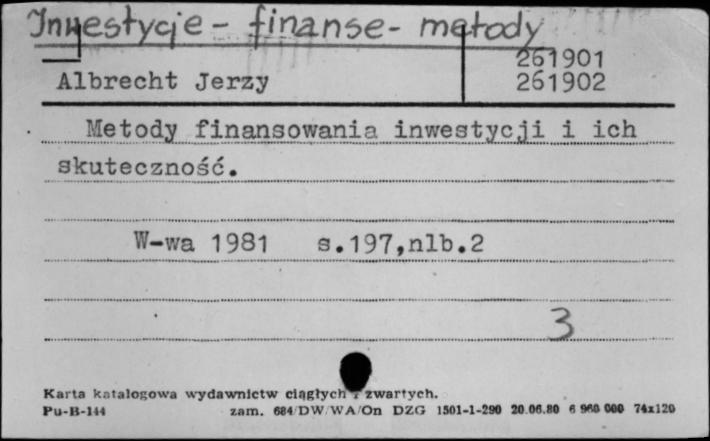 Inwestycje - finanse - metody
261901
Albrecht Jerzy 261902
Metody finansowania inwestycji i ich
skuteczność.
W-wa 1981 s.197,nlb.2
3
Karta katalogowa wydawnictw ciągłych i zwartych.
Pu-B-144 zam. 684/DW/WA/On DZG 1501-1-290 20.06.80 6 960 000 74x120